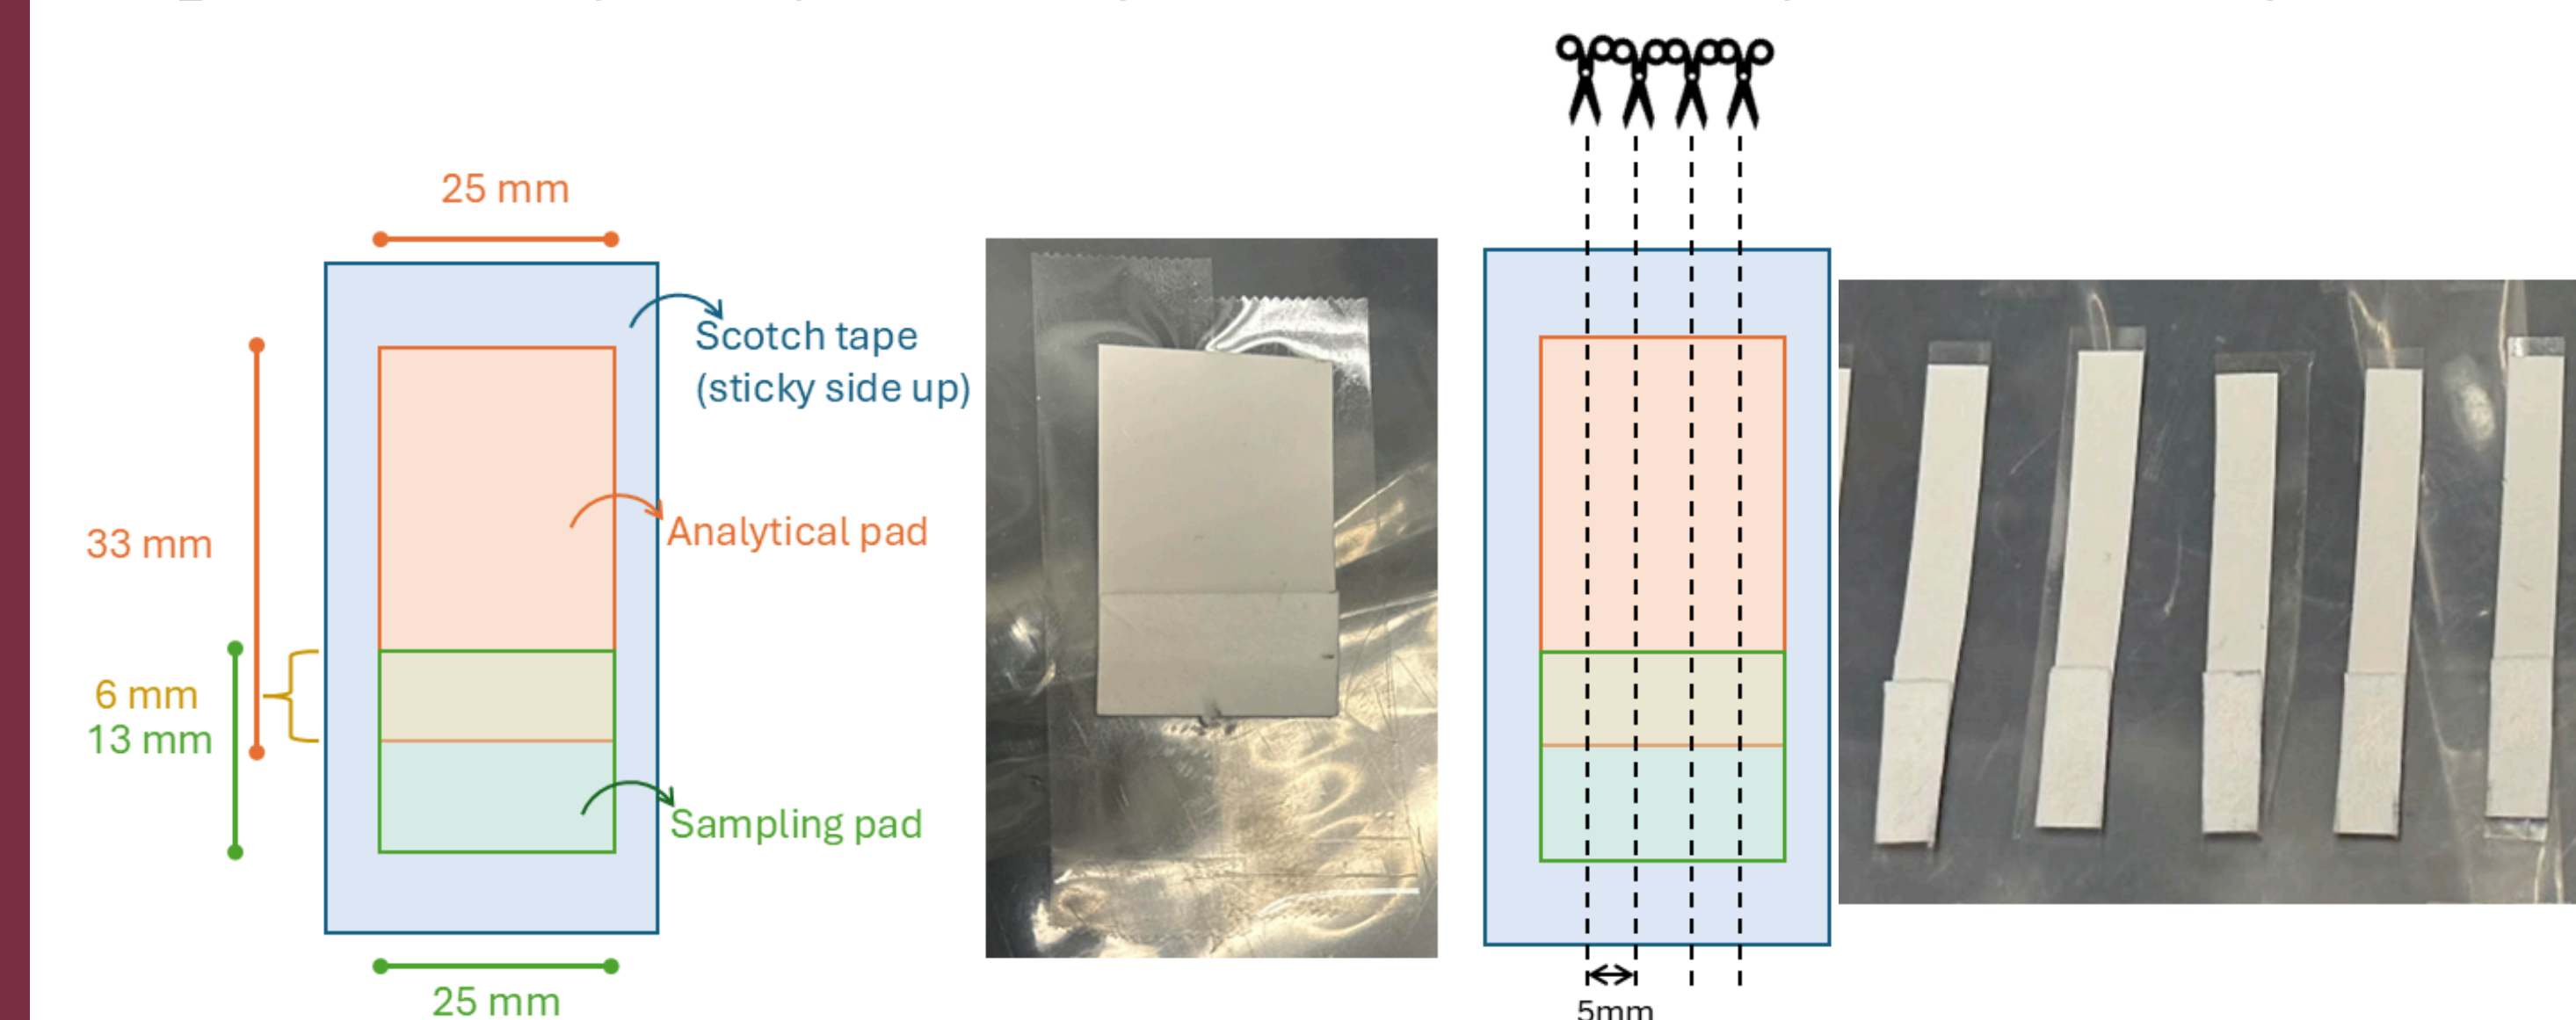 25 mm
Scotch tape
(sticky side up)
33 mm
Analytical pad
6 mm
13 mm
Sampling pad
25 mm
5mm